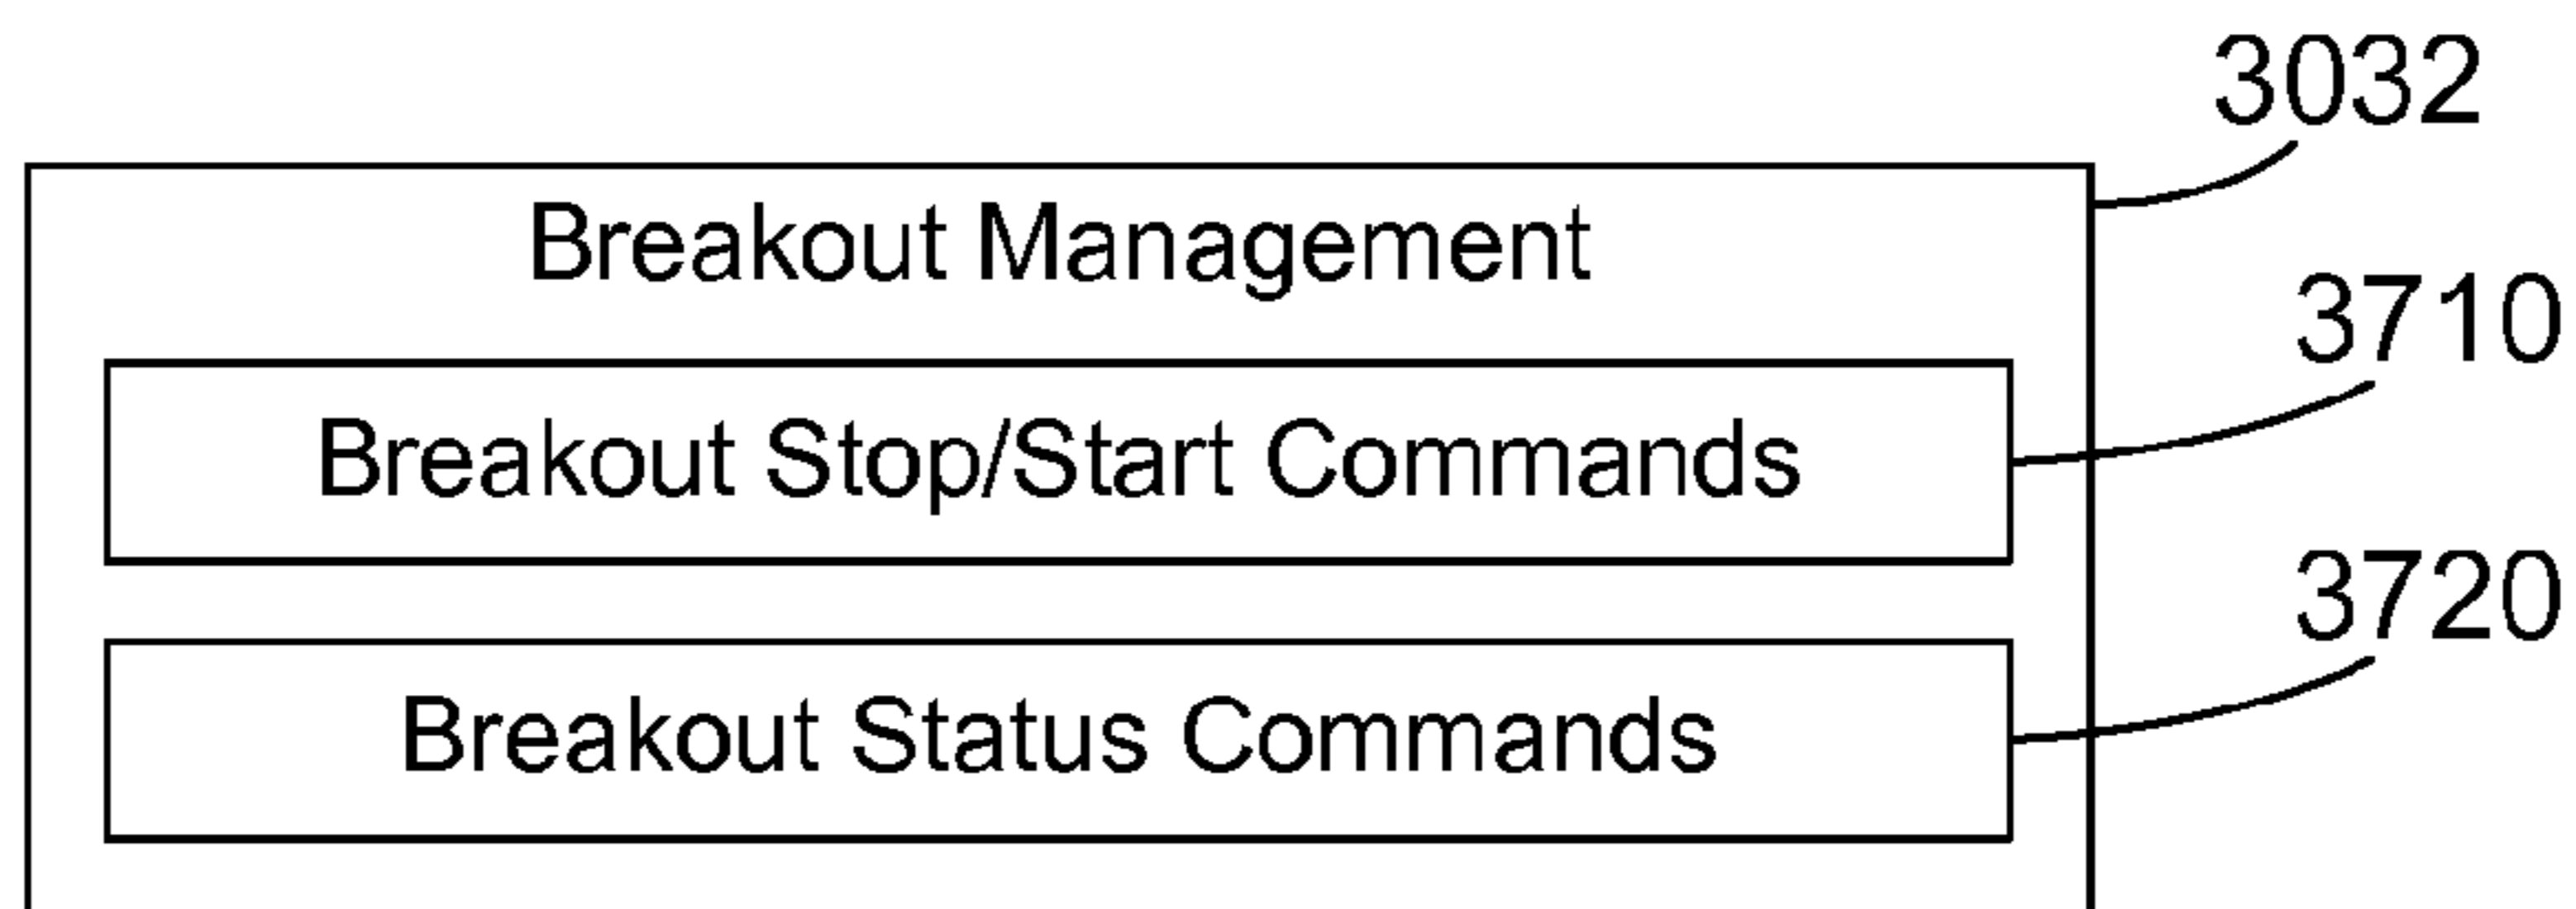 3032
Breakout Management
3710
Breakout Stop/Start Commands
3720
Breakout Status Commands